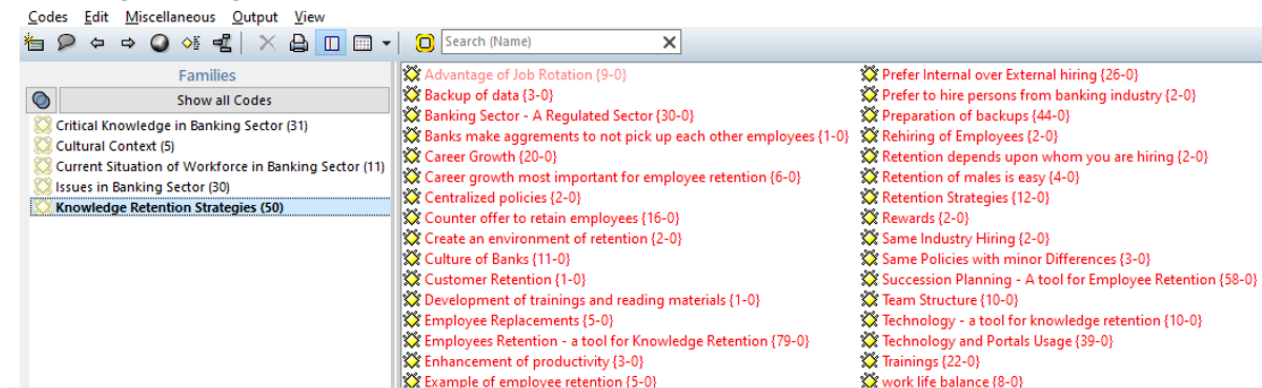 Codes Edit Miscellaneous Output View
Search (Name)
Families
Show all Codes
Critical Knowledge in Banking Sector (31)
Cultural Context (5)
Current Situation of Workforce in Banking Sector (11)
Issues in Banking Sector (30)
Knowledge Retention Strategies (50)
Advantage of Job Rotation {9-0}
Backup of data {3-0}
Banking Sector - A Regulated Sector {30-0}
Banks make aggrements to not pick up each other employees {1-0}
Career Growth {20-0}
Career growth most important for employee retention {6-0}
Centralized policies {2-0}
Counter offer to retain employees {16-0}
Create an environment of retention {2-0}
Culture of Banks {11-0}
Customer Retention {1-0}
Development of trainings and reading materials {1-0}
Employee Replacements {5-0}
Employees Retention - a tool for Knowledge Retention {79-0}
Enhancement of productivity {3-0}
Example of employee retention {5-0}
Prefer Internal over External hiring {26-0}
Prefer to hire persons from banking industry {2-0}
Preparation of backups {44-0}
Rehiring of Employees {2-0}
Retention depends upon whom you are hiring {2-0}
Retention of males is easy {4-0}
Retention Strategies {12-0}
Rewards {2-0}
Same Industry Hiring {2-0}
Same Policies with minor Differences {3-0}
Succession Planning - A tool for Employee Retention {58-0}
Team Structure {10-0}
Technology - a tool for knowledge retention {10-0}
Technology and Portals Usage {39-0}
Trainings {22-0}
work life balance {8-0}